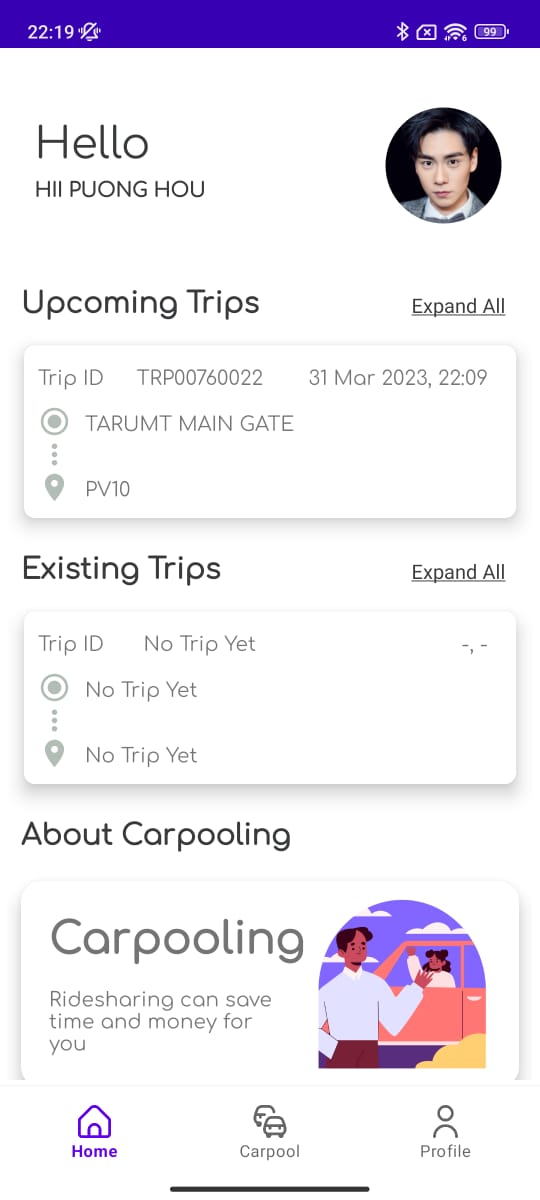 22:19 99
Hello
HII PUONG HOU
Upcoming Trips Expand All
Trip ID TRP00760022 31 Mar 2023, 22:09
TARUMT MAIN GATE
PV10
Existing Trips Expand All
Trip ID No Trip Yet -, -
No Trip Yet
No Trip Yet
About Carpooling
Carpooling
Ridesharing can save
time and money for
you
Home Carpool Profile